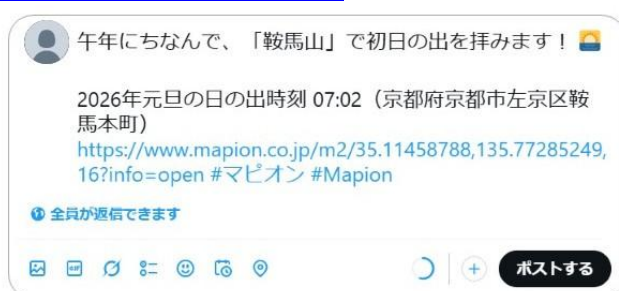 午年にちなんで、「鞍馬山」で初日の出を拝みます！🌅
2026年元旦の日の出時刻 07:02（京都府京都市左京区鞍
馬本町）
https://www.mapion.co.jp/m2/35.11458788,135.77285249,
16?info=open #マピオン #Mapion
全員が返信できます
GIF
ポストする